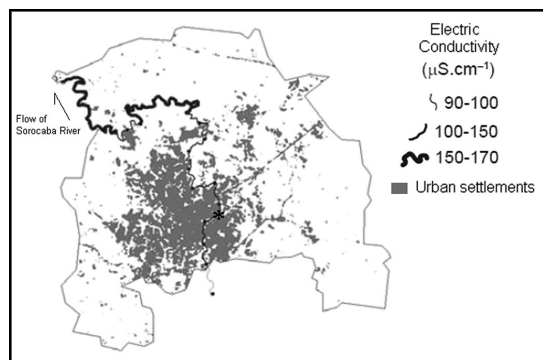 Electric
Conductivity
(µS.cm⁻¹)
90-100
100-150
150-170
Urban settlements
Flow of
Sorocaba River
*